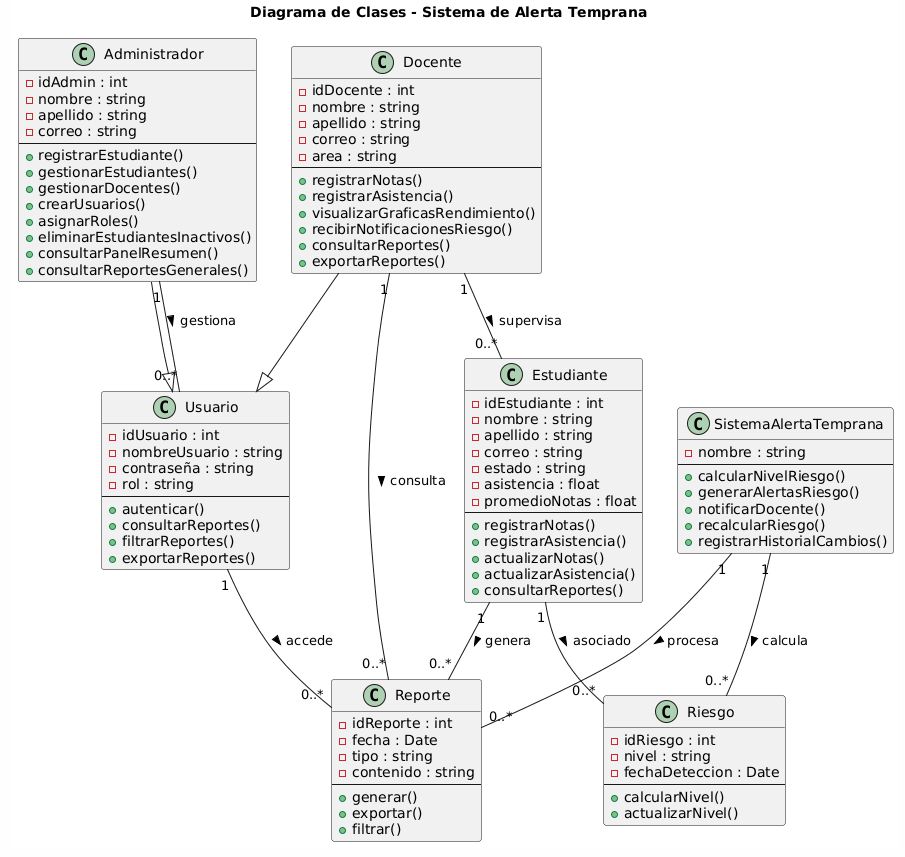 Diagrama de Clases - Sistema de Alerta Temprana
C Administrador
idAdmin : int
nombre : string
apellido : string
correo : string
registrarEstudiante()
gestionarEstudiantes()
gestionarDocentes()
crearUsuarios()
asignarRoles()
eliminarEstudiantesInactivos()
consultarPanelResumen()
consultarReportesGenerales()
C Docente
idDocente : int
nombre : string
apellido : string
correo : string
area : string
registrarNotas()
registrarAsistencia()
visualizarGraficasRendimiento()
recibirNotificacionesRiesgo()
consultarReportes()
exportarReportes()
1
gestiona
0..*
1
consulta
0..*
1
supervisa
0..*
C Usuario
idUsuario : int
nombreUsuario : string
contraseña : string
rol : string
autenticar()
consultarReportes()
filtrarReportes()
exportarReportes()
C Estudiante
idEstudiante : int
nombre : string
apellido : string
correo : string
estado : string
asistencia : float
promedioNotas : float
registrarNotas()
registrarAsistencia()
actualizarNotas()
actualizarAsistencia()
consultarReportes()
C SistemaAlertaTemprana
nombre : string
calcularNivelRiesgo()
generarAlertasRiesgo()
notificarDocente()
recalcularRiesgo()
registrarHistorialCambios()
1
accede
0..*
1
genera
0..*
1
asociado
0..*
1
procesa
0..*
1
calcula
0..*
C Reporte
idReporte : int
fecha : Date
tipo : string
contenido : string
generar()
exportar()
filtrar()
C Riesgo
idRiesgo : int
nivel : string
fechaDeteccion : Date
calcularNivel()
actualizarNivel()